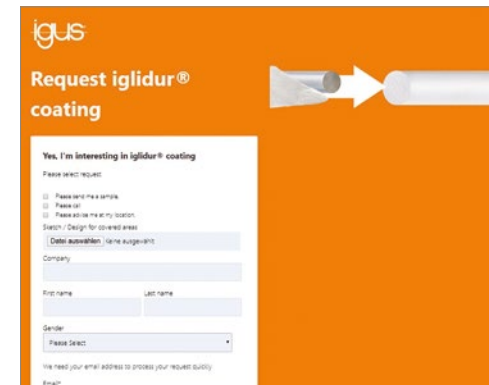 igus
Request iglidur®
coating
Yes, I'm interesting in iglidur® coating
Please select request
Please send me a sample.
Please call
Please advise me at my location.
Sketch / Design for covered areas
Datei auswählen Keine ausgewählt
Company
First name Last name
Gender
Please Select
We need your email address to process your request quickly
Email*